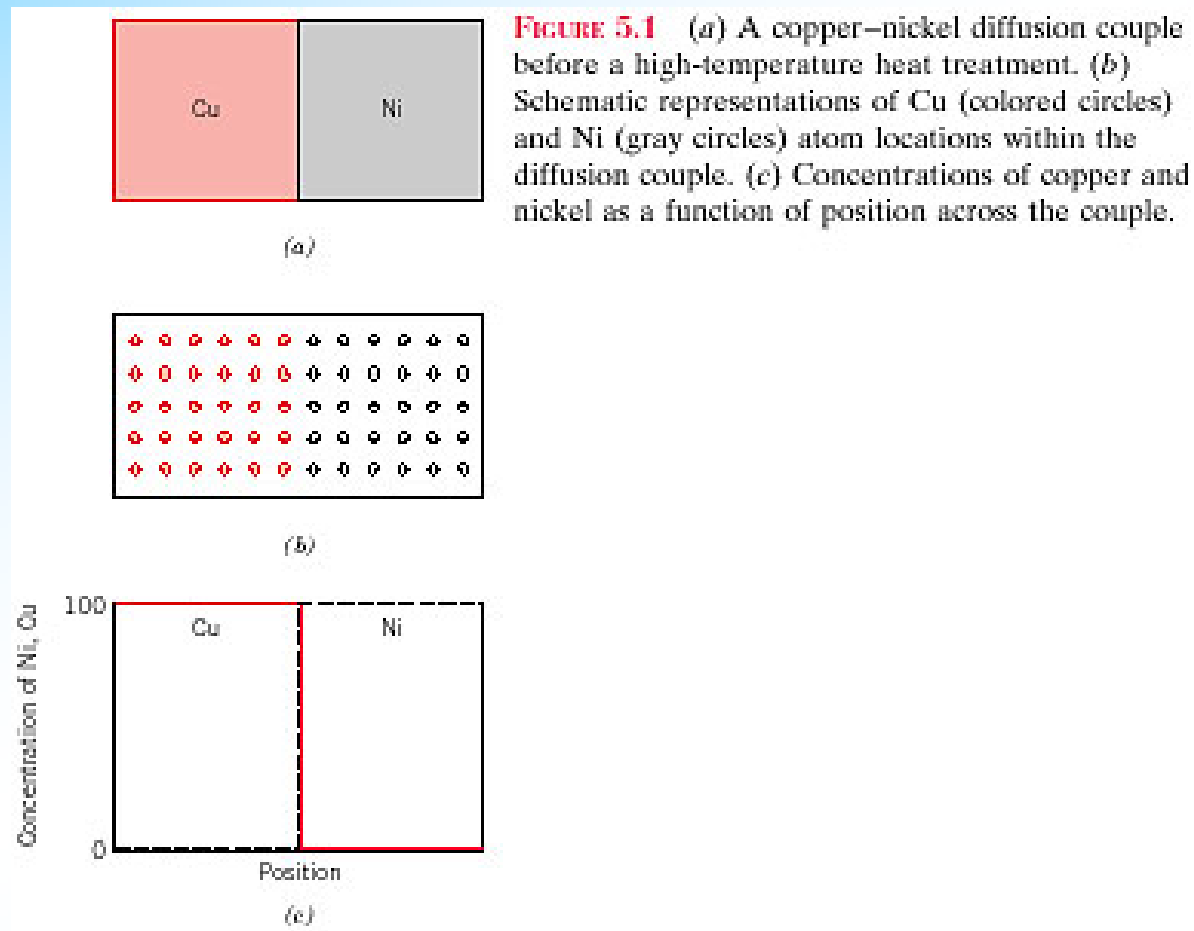 Cu
Ni
(a)
FIGURE 5.1 (a) A copper–nickel diffusion couple
before a high-temperature heat treatment. (b)
Schematic representations of Cu (colored circles)
and Ni (gray circles) atom locations within the
diffusion couple. (c) Concentrations of copper and
nickel as a function of position across the couple.
(b)
Concentration of Ni, Cu
100
Cu
Ni
0
Position
(c)